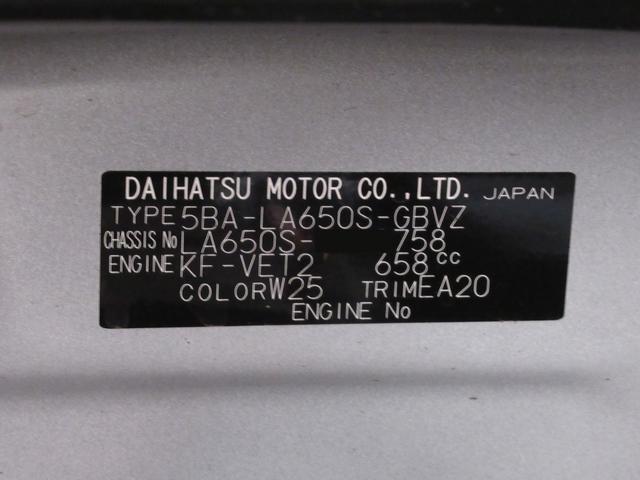 DAIHATSU MOTOR CO.,LTD. JAPAN
TYPE 5BA-LA650S-GBVZ
CHASSIS No LA650S- 758
ENGINE KF-VET2 658cc
COLOR W25 TRIM EA20
ENGINE No